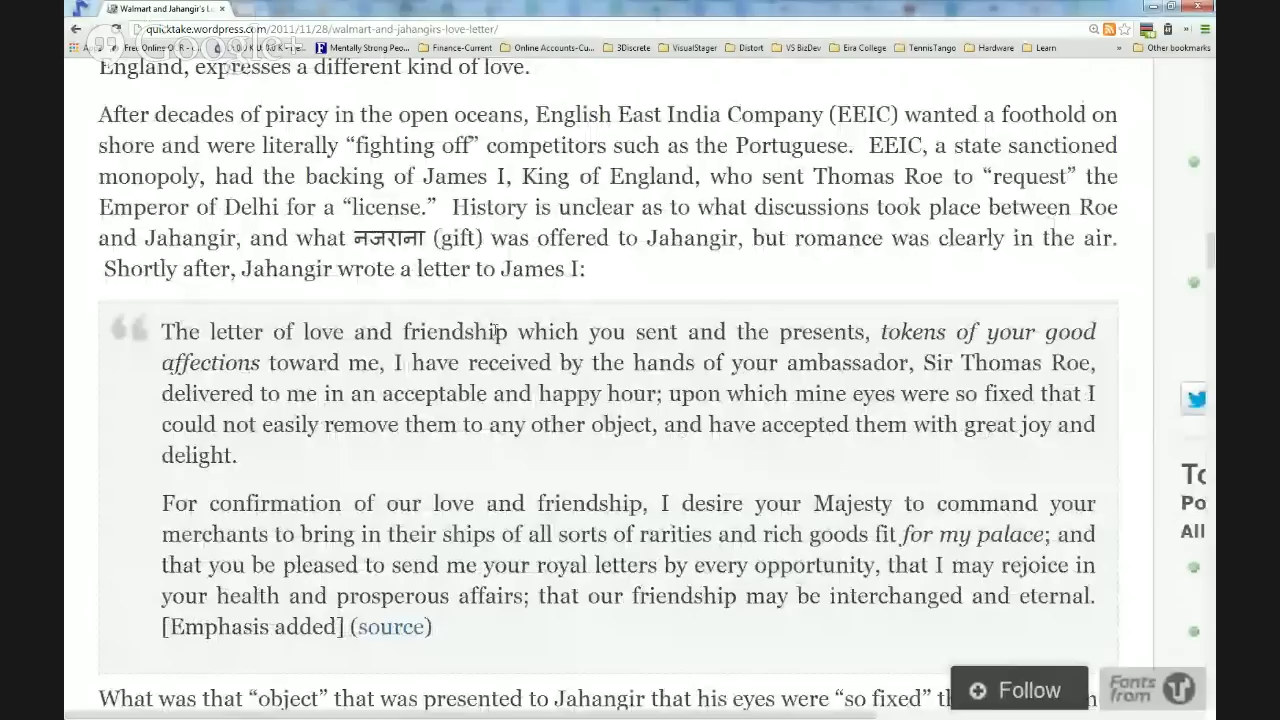 Walmart and Jahangir's L
quicktake.wordpress.com/2011/11/28/walmart-and-jahangirs-love-letter/
Google+
Mentally Strong Peo... Finance-Current Online Accounts-Cu... 3Discrete VisualStager Distort VS BizDev Eira College TennisTango Hardware Learn » Other bookmarks
England, expresses a different kind of love.
After decades of piracy in the open oceans, English East India Company (EEIC) wanted a foothold on
shore and were literally “fighting off” competitors such as the Portuguese. EEIC, a state sanctioned
monopoly, had the backing of James I, King of England, who sent Thomas Roe to “request” the
Emperor of Delhi for a “license.” History is unclear as to what discussions took place between Roe
and Jahangir, and what नजराना (gift) was offered to Jahangir, but romance was clearly in the air.
Shortly after, Jahangir wrote a letter to James I:
The letter of love and friendship which you sent and the presents, tokens of your good
affections toward me, I have received by the hands of your ambassador, Sir Thomas Roe,
delivered to me in an acceptable and happy hour; upon which mine eyes were so fixed that I
could not easily remove them to any other object, and have accepted them with great joy and
delight.
For confirmation of our love and friendship, I desire your Majesty to command your
merchants to bring in their ships of all sorts of rarities and rich goods fit for my palace; and
that you be pleased to send me your royal letters by every opportunity, that I may rejoice in
your health and prosperous affairs; that our friendship may be interchanged and eternal.
[Emphasis added] (source)
What was that “object” that was presented to Jahangir that his eyes were “so fixed”
To
Po
All
Follow
Fonts
from